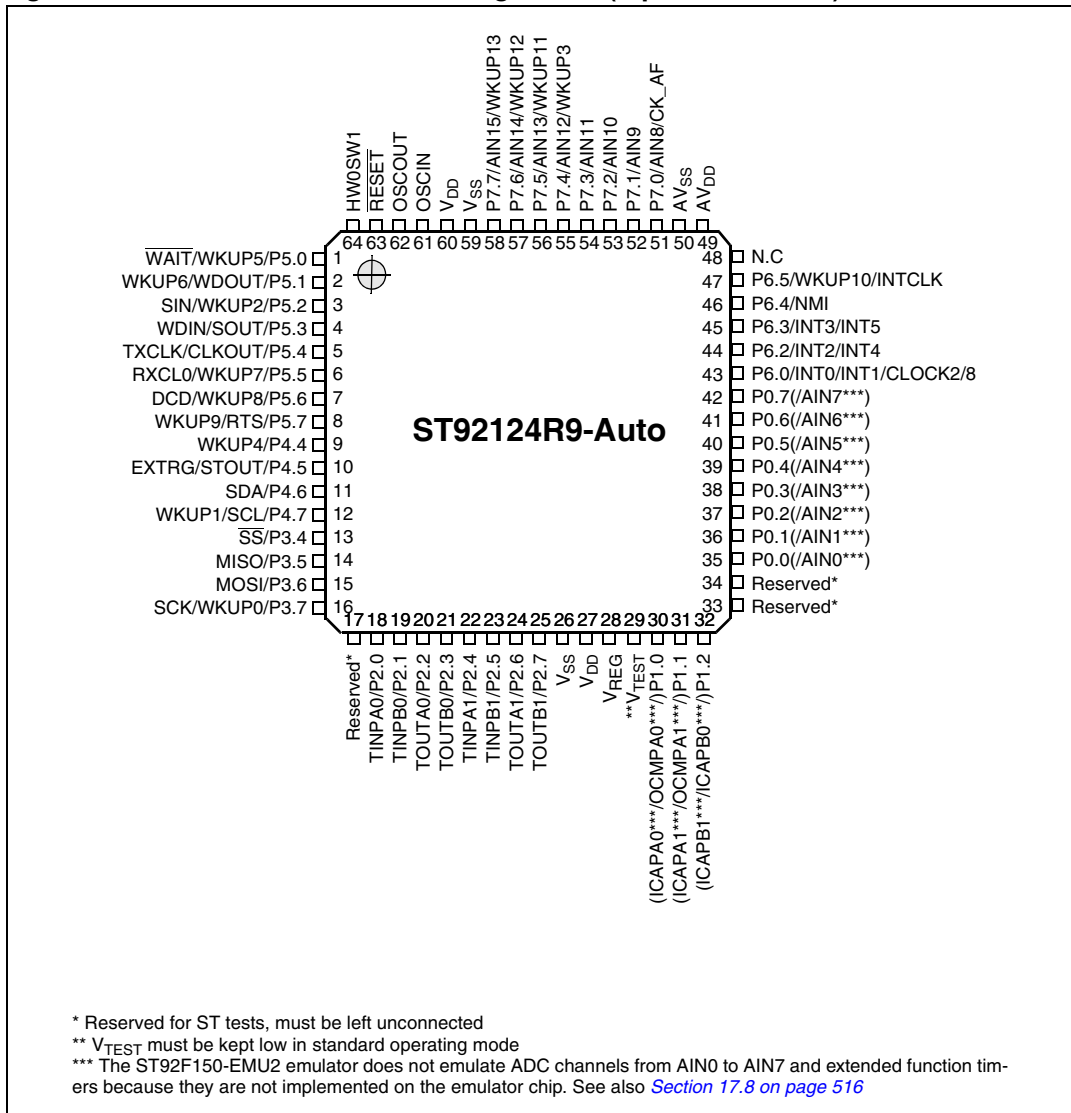 HW0SW1
RESET
OSCOUT
OSCIN
VDD
VSS
P7.7/AIN15/WKUP13
P7.6/AIN14/WKUP12
P7.5/AIN13/WKUP11
P7.4/AIN12/WKUP3
P7.3/AIN11
P7.2/AIN10
P7.1/AIN9
P7.0/AIN8/CK_AF
AVSS
AVDD
64 63 62 61 60 59 58 57 56 55 54 53 52 51 50 49
WAIT/WKUP5/P5.0 1
WKUP6/WDOUT/P5.1 2
SIN/WKUP2/P5.2 3
WDIN/SOUT/P5.3 4
TXCLK/CLKOUT/P5.4 5
RXCL0/WKUP7/P5.5 6
DCD/WKUP8/P5.6 7
WKUP9/RTS/P5.7 8
WKUP4/P4.4 9
EXTRG/STOUT/P4.5 10
SDA/P4.6 11
WKUP1/SCL/P4.7 12
SS/P3.4 13
MISO/P3.5 14
MOSI/P3.6 15
SCK/WKUP0/P3.7 16
ST92124R9-Auto
48 N.C
47 P6.5/WKUP10/INTCLK
46 P6.4/NMI
45 P6.3/INT3/INT5
44 P6.2/INT2/INT4
43 P6.0/INT0/INT1/CLOCK2/8
42 P0.7(/AIN7***)
41 P0.6(/AIN6***)
40 P0.5(/AIN5***)
39 P0.4(/AIN4***)
38 P0.3(/AIN3***)
37 P0.2(/AIN2***)
36 P0.1(/AIN1***)
35 P0.0(/AIN0***)
34 Reserved*
33 Reserved*
17 18 19 20 21 22 23 24 25 26 27 28 29 30 31 32
Reserved*
TINPA0/P2.0
TINPB0/P2.1
TOUTA0/P2.2
TOUTB0/P2.3
TINPA1/P2.4
TINPB1/P2.5
TOUTA1/P2.6
TOUTB1/P2.7
VSS
VDD
VREG
**VTEST
(ICAPA0***/OCMPA0***/)P1.0
(ICAPA1***/OCMPA1***/)P1.1
(ICAPB1***/ICAPB0***/)P1.2
* Reserved for ST tests, must be left unconnected
** VTEST must be kept low in standard operating mode
*** The ST92F150-EMU2 emulator does not emulate ADC channels from AIN0 to AIN7 and extended function tim-
ers because they are not implemented on the emulator chip. See also Section 17.8 on page 516